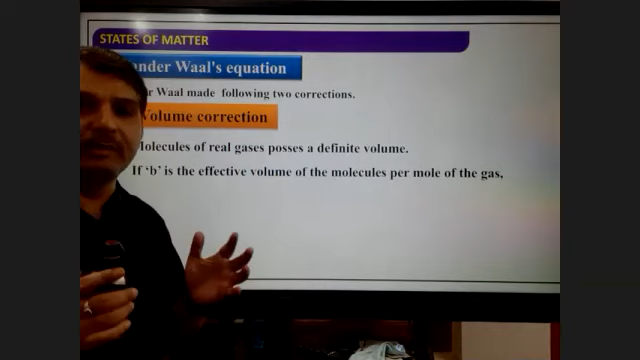 STATES OF MATTER
nder Waal's equation
r Waal made following two corrections.
Volume correction
Molecules of real gases posses a definite volume.
If ‘b’ is the effective volume of the molecules per mole of the gas,